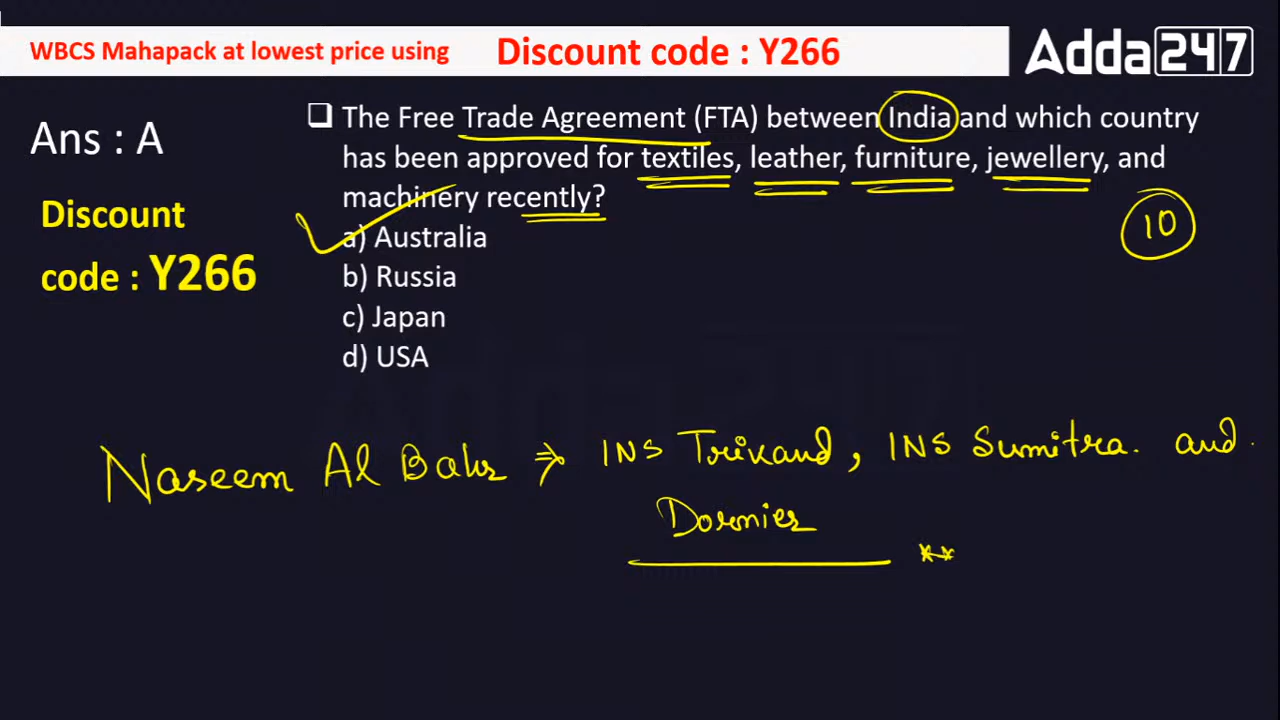 WBCS Mahapack at lowest price using Discount code : Y266
Adda247
Ans : A
Discount
code : Y266
The Free Trade Agreement (FTA) between India and which country
has been approved for textiles, leather, furniture, jewellery, and
machinery recently?
a) Australia
b) Russia
c) Japan
d) USA
10
Naseem Al Bahr ⇒ INS Trikand, INS Sumitra. and.
Dornier
**